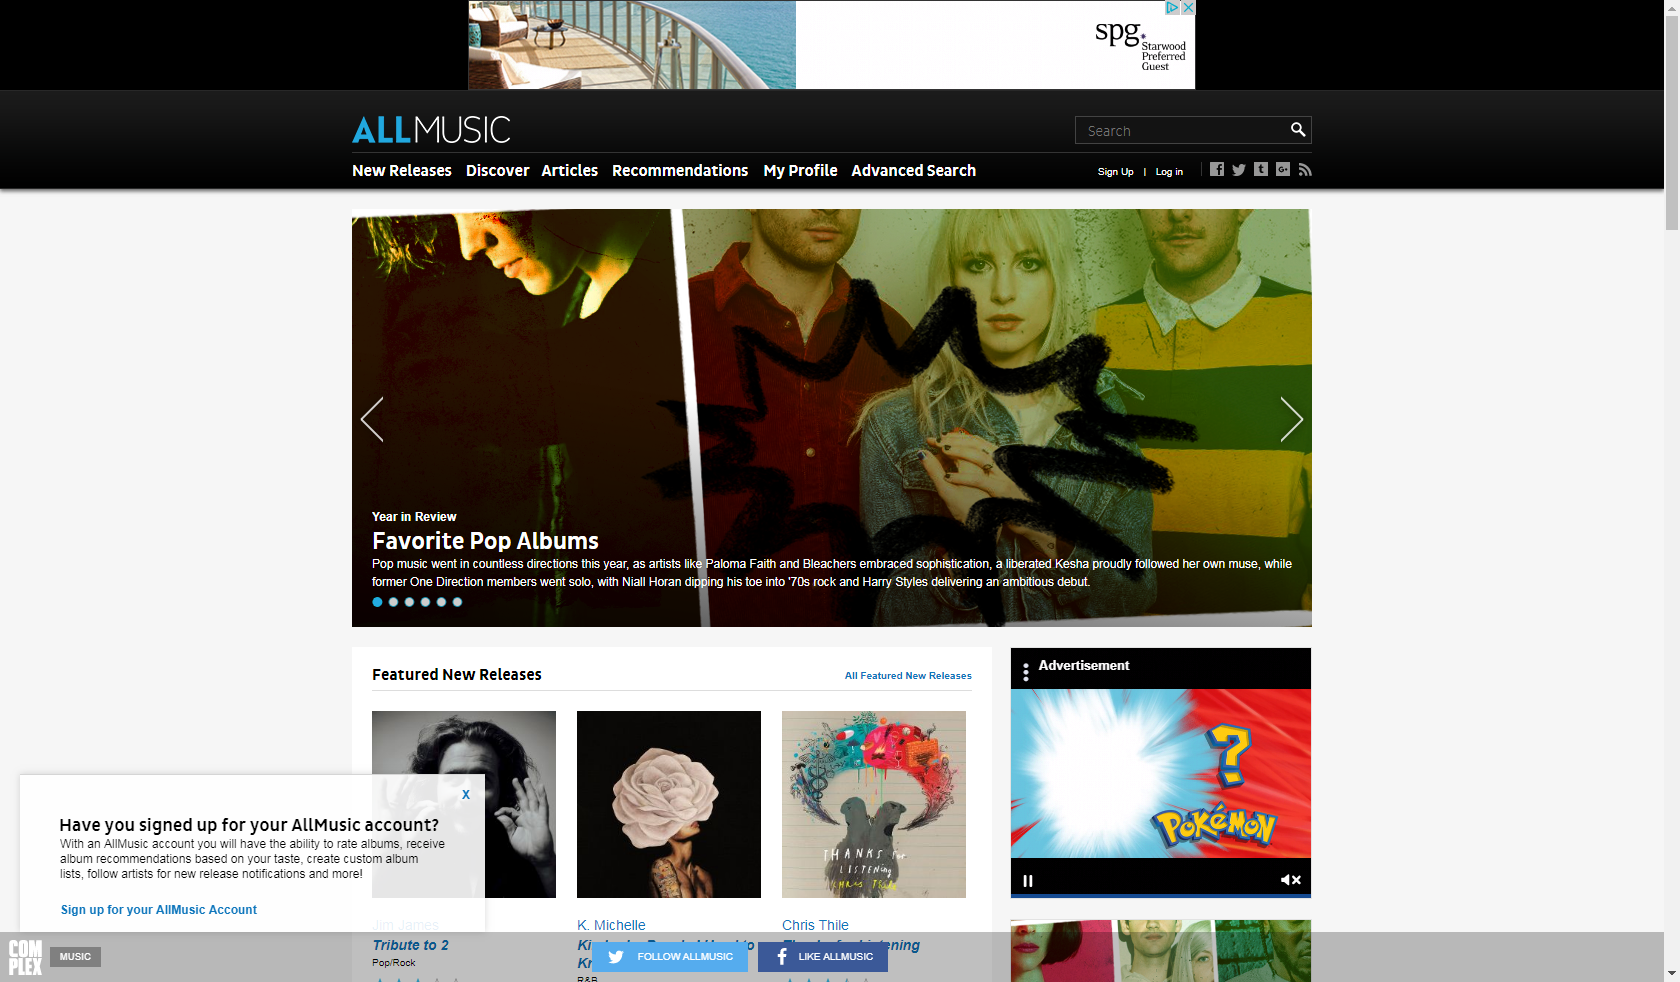 spg
Starwood
Preferred
Guest
ALLMUSIC
Search
New Releases Discover Articles Recommendations My Profile Advanced Search
Sign Up | Log in
Year in Review
Favorite Pop Albums
Pop music went in countless directions this year, as artists like Paloma Faith and Bleachers embraced sophistication, a liberated Kesha proudly followed her own muse, while
former One Direction members went solo, with Niall Horan dipping his toe into '70s rock and Harry Styles delivering an ambitious debut.
Featured New Releases
All Featured New Releases
Advertisement
?
POKéMON
THANKS for
LISTENING
CHRIS THILE
X
Have you signed up for your AllMusic account?
With an AllMusic account you will have the ability to rate albums, receive
album recommendations based on your taste, create custom album
lists, follow artists for new release notifications and more!
Sign up for your AllMusic Account
Jim James
Tribute to 2
Pop/Rock
K. Michelle
R&B
Chris Thile
Thanks for Listening
COMPLEX
MUSIC
FOLLOW ALLMUSIC
LIKE ALLMUSIC